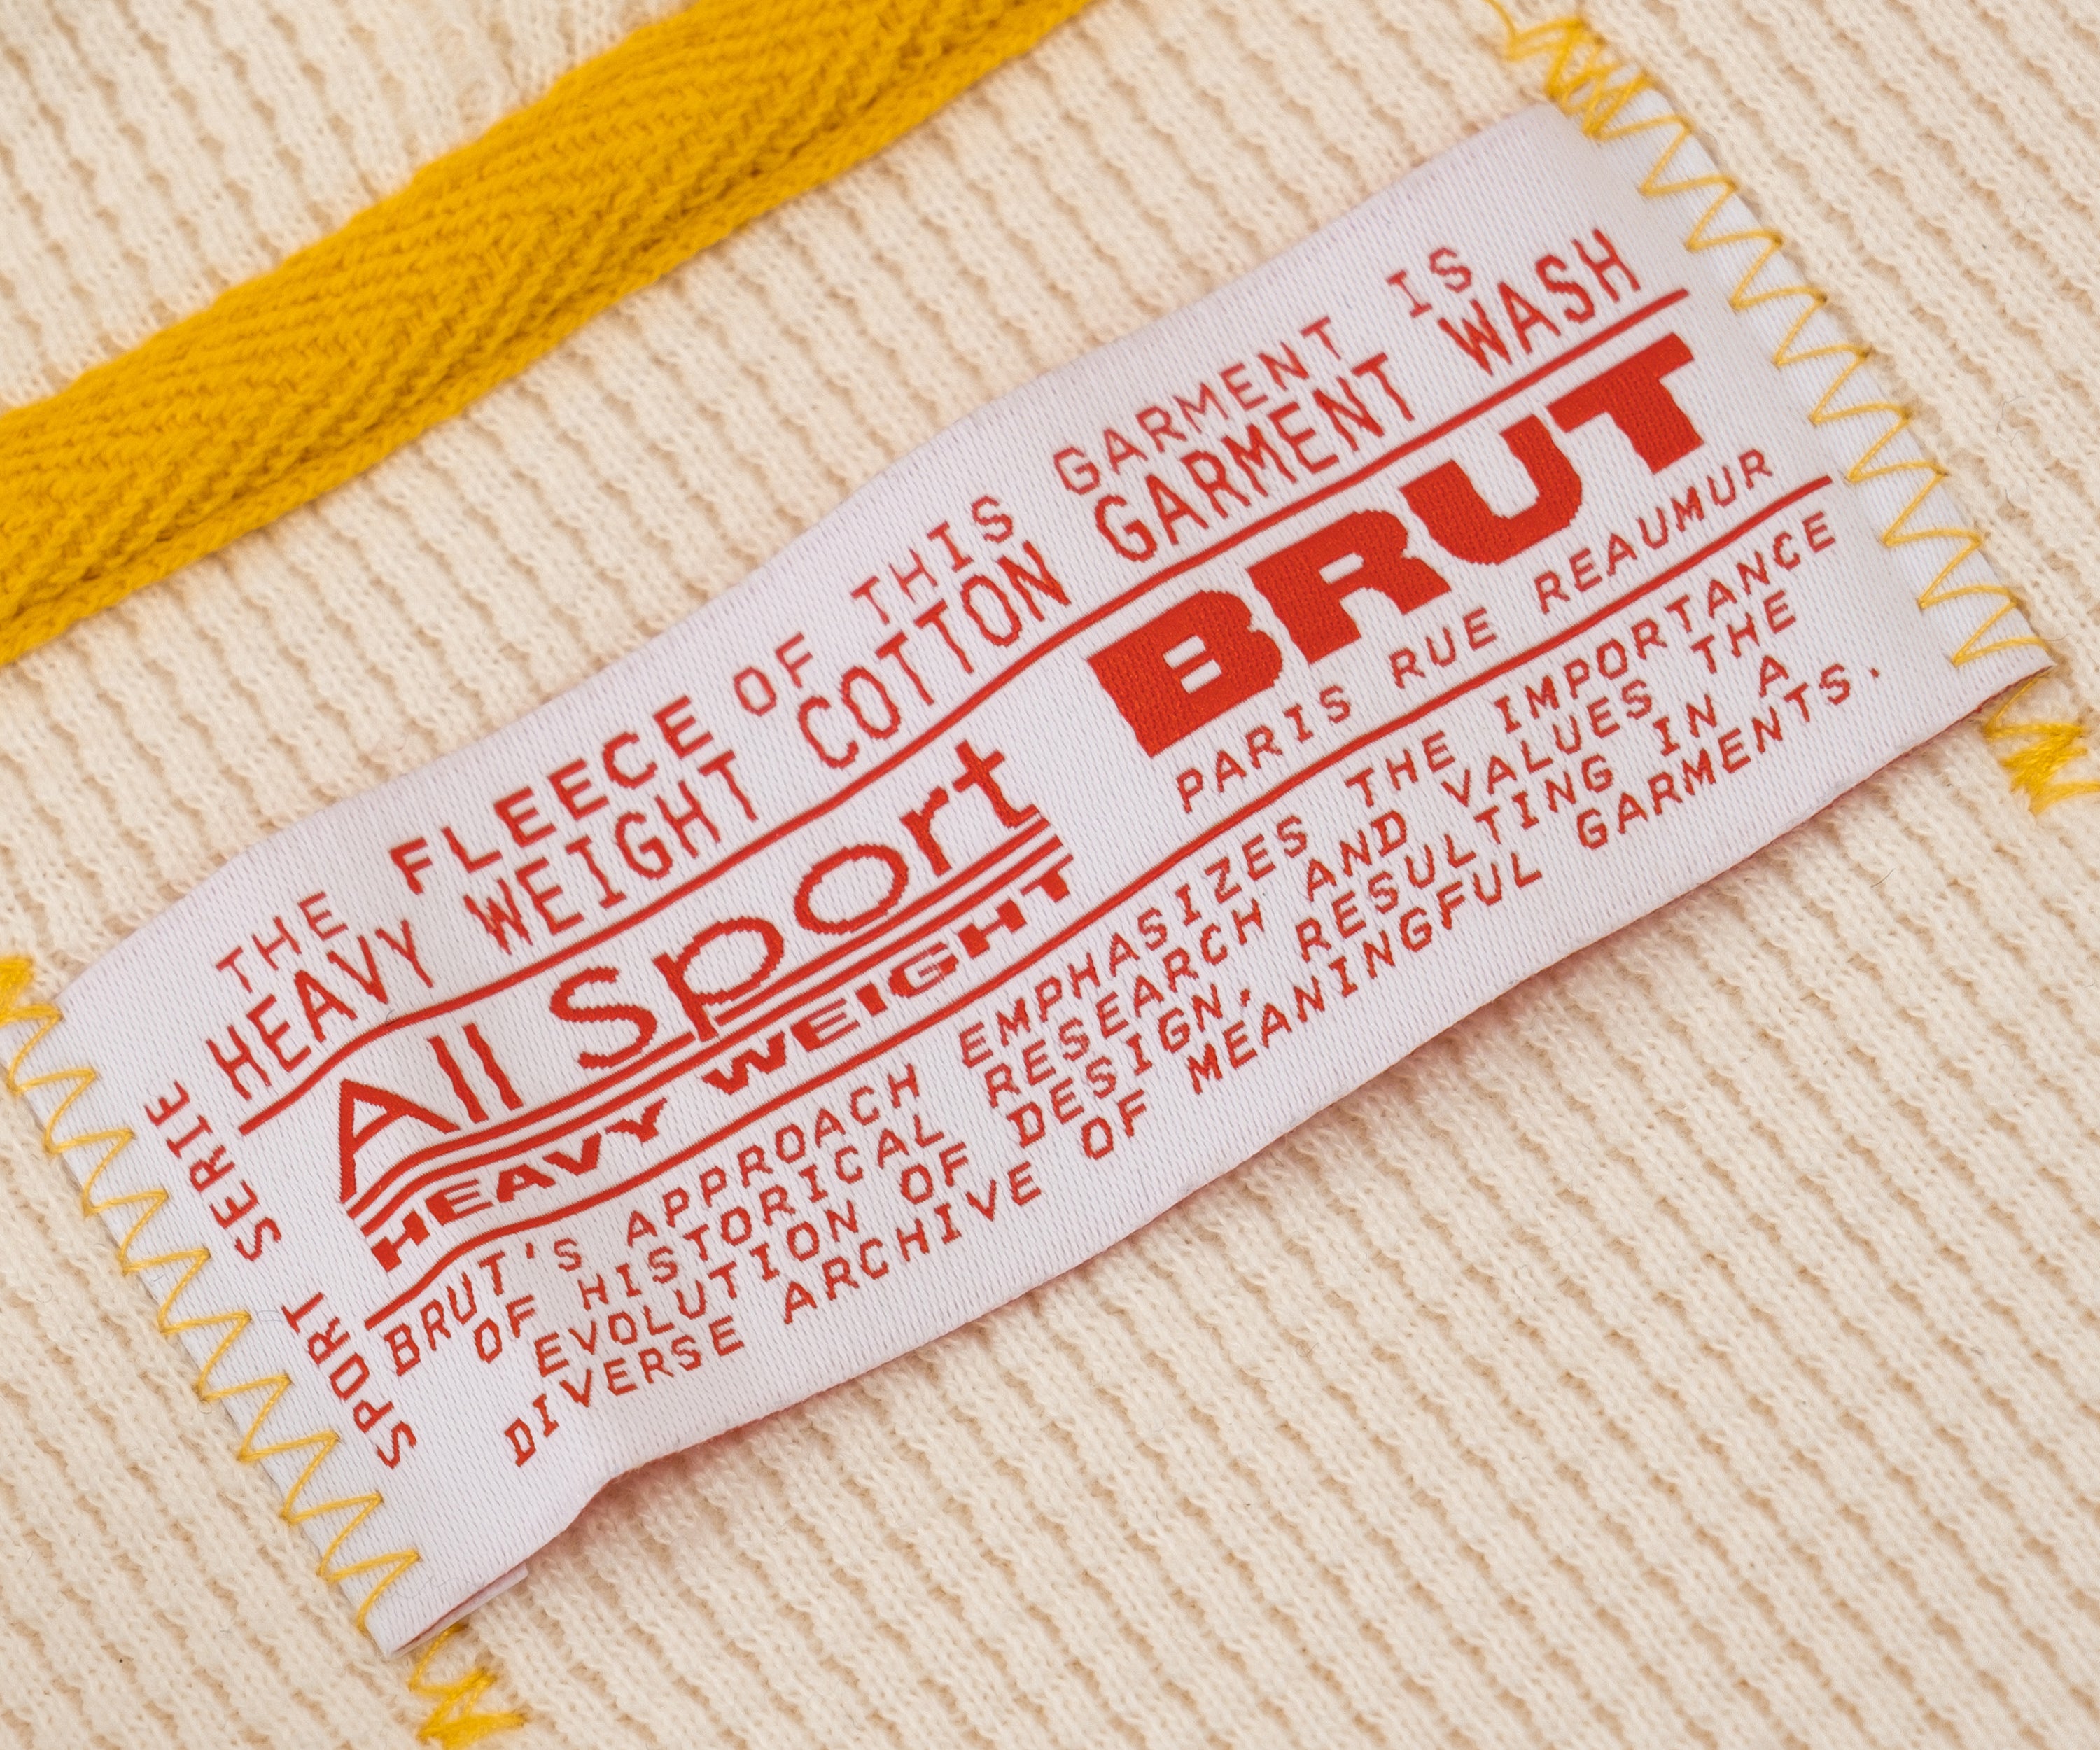 THE FLEECE OF THIS GARMENT IS
HEAVY WEIGHT COTTON GARMENT WASH
SPORT SERIE
All Sport
HEAVY WEIGHT
BRUT
PARIS RUE REAUMUR
BRUT'S APPROACH EMPHASIZES THE IMPORTANCE
OF HISTORICAL RESEARCH AND VALUES THE
EVOLUTION OF DESIGN, RESULTING IN A
DIVERSE ARCHIVE OF MEANINGFUL GARMENTS.